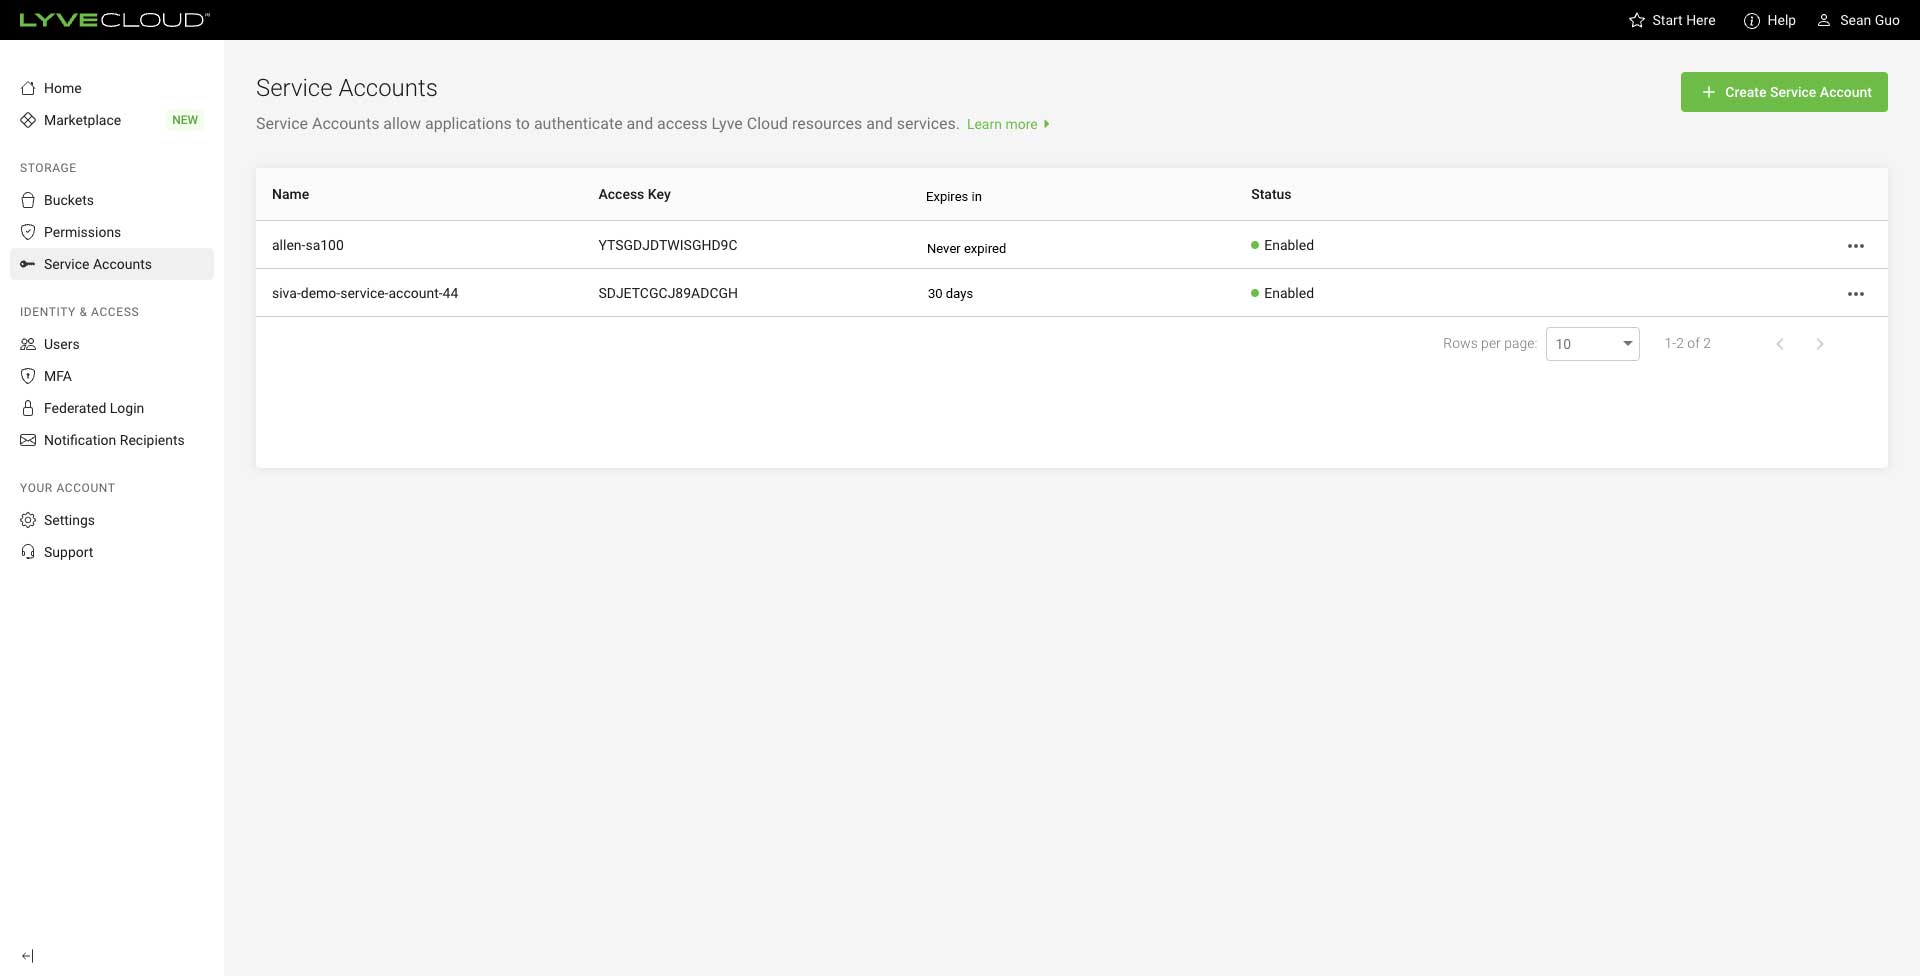 LYVECLOUD™
Start Here Help Sean Guo
Home
Marketplace NEW
STORAGE
Buckets
Permissions
Service Accounts
IDENTITY & ACCESS
Users
MFA
Federated Login
Notification Recipients
YOUR ACCOUNT
Settings
Support
Service Accounts
Create Service Account
Service Accounts allow applications to authenticate and access Lyve Cloud resources and services. Learn more
Name Access Key Expires in Status
allen-sa100 YTSGDJDTWISGHD9C Never expired Enabled
siva-demo-service-account-44 SDJETCGCJ89ADCGH 30 days Enabled
Rows per page: 10 1-2 of 2